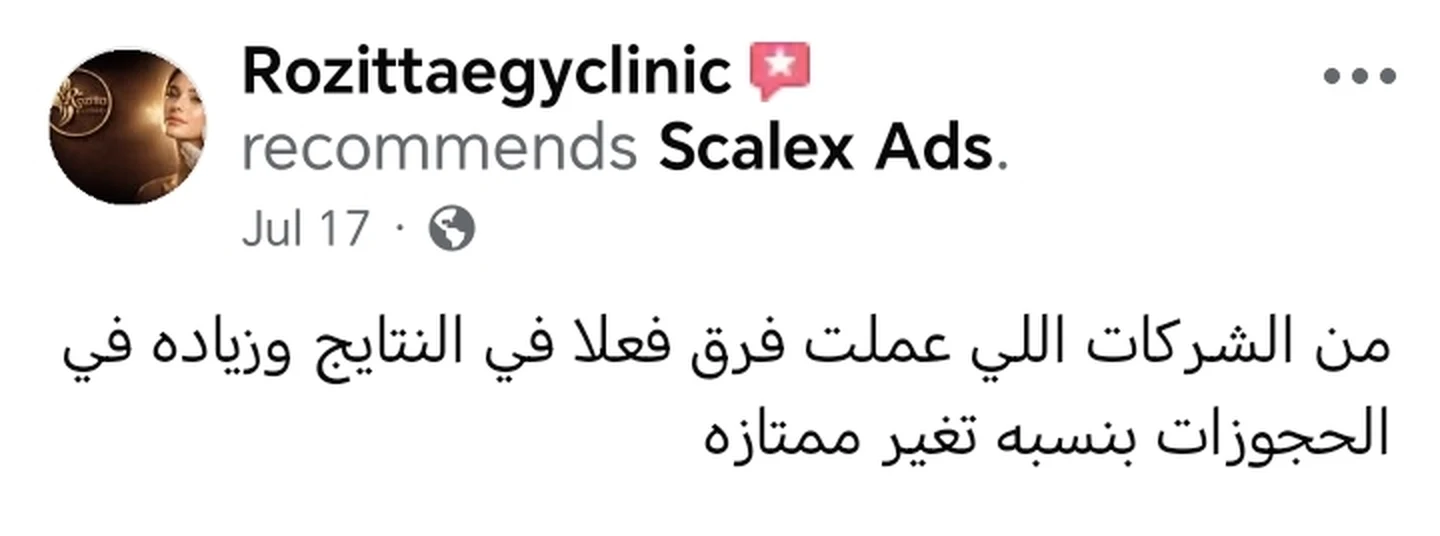 Rozittaegyclinic
recommends Scalex Ads.
Jul 17 ·
من الشركات اللي عملت فرق فعلا في النتايج وزياده في
الحجوزات بنسبه تغير ممتازه